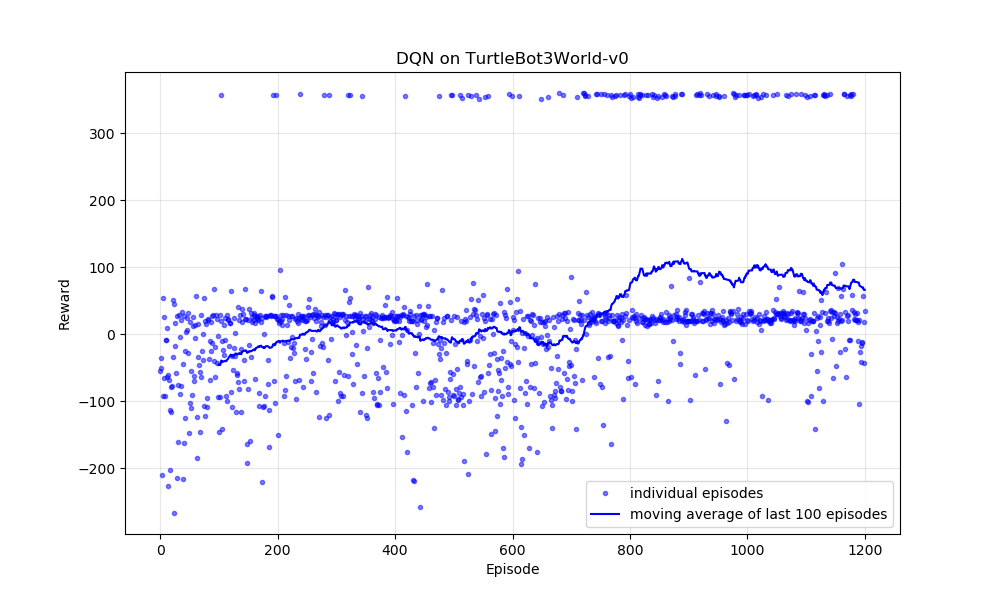 DQN on TurtleBot3World-v0
Reward
300
200
100
0
−100
−200
individual episodes
moving average of last 100 episodes
0 200 400 600 800 1000 1200
Episode